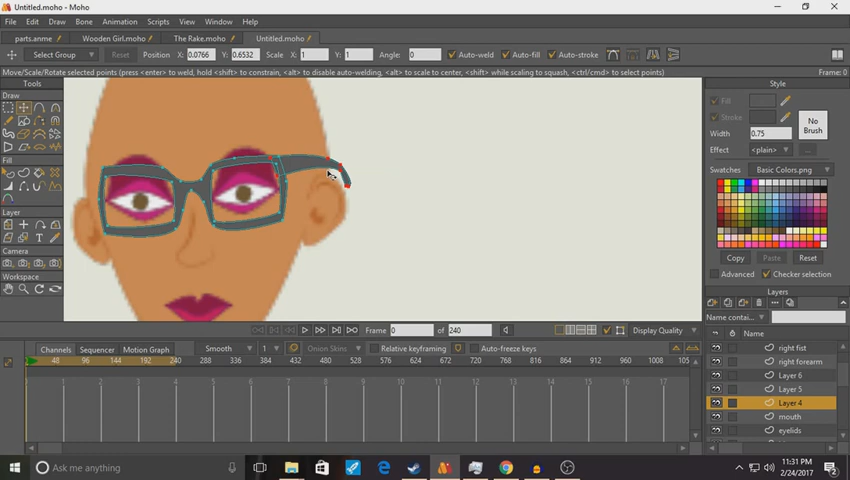 Untitled.moho - Moho
File Edit Draw Bones Animation Scripts View Window Help
parts.anme Wooden Girl.moho The Rake.moho Untitled.moho
Select Group Position X: 0.0766 Y: 0.6532 Scale X: 1 Y: 1 Angle: 0 Auto-weld Auto-fill Auto-stroke
Move/Scale/Rotate selected points (press <enter> to weld, hold <shift> to constrain, <alt> to disable auto-welding, <alt> to scale to center, <shift> while scaling to squash, <ctrl/cmd> to select points) Frame: 0
Tools
Draw
Fill
Layer
Camera
Workspace
Style
Fill
Stroke
No Brush
Width 0.75
Effect <plain>
Swatches Basic Colors.png
Copy Paste Reset
Advanced Checker selection
Layers
Name contai...
Name
right fist
right forearm
Layer 6
Layer 5
Layer 4
mouth
eyelids
Frame 0 of 240 Display Quality
Channels Sequencer Motion Graph Smooth 1 Onion Skins Relative keyframing Auto-freeze keys
0 48 96 144 192 240 288 336 384 432 480 528 576 624 672 720 768 816 864 912 960 1008 105
1 2 3 4 5 6 7 8 9 10 11 12 13 14 15 16 17
Ask me anything
11:31 PM
2/24/2017
2